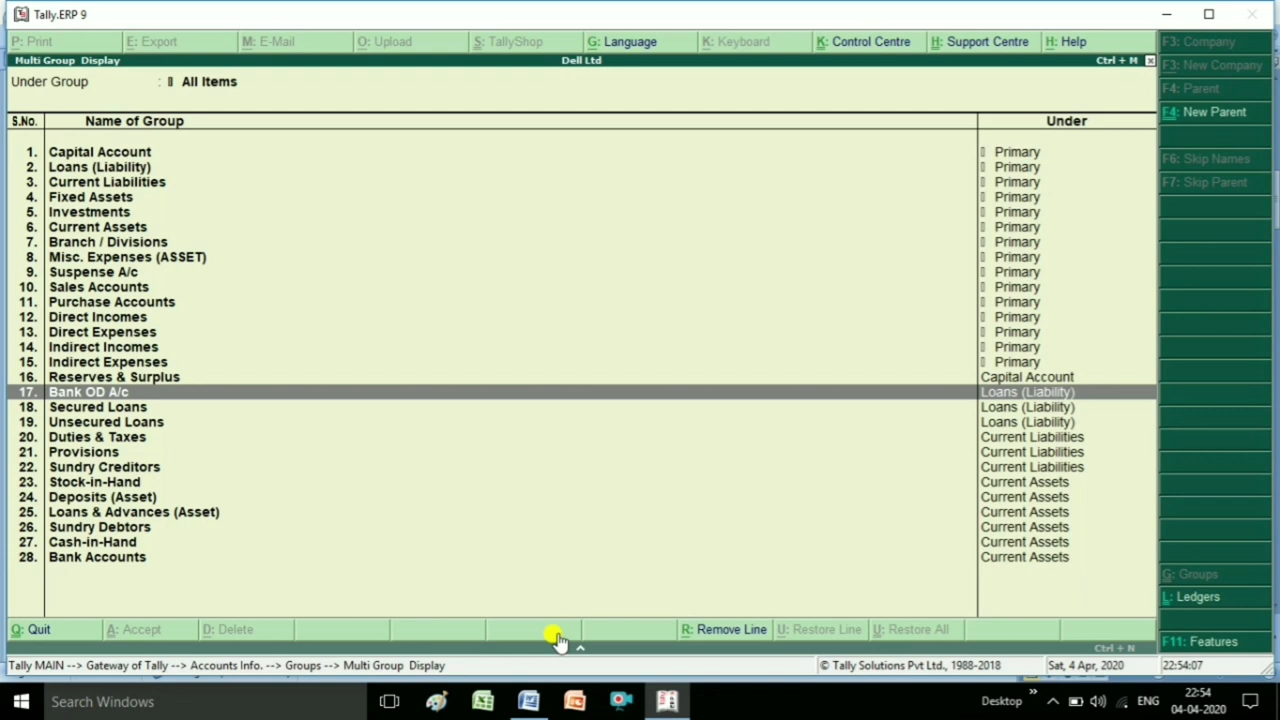 Tally.ERP 9
P: Print E: Export M: E-Mail O: Upload S: TallyShop G: Language K: Keyboard K: Control Centre H: Support Centre H: Help
Multi Group Display Dell Ltd Ctrl + M
Under Group : All Items
S.No. Name of Group Under
1. Capital Account Primary
2. Loans (Liability) Primary
3. Current Liabilities Primary
4. Fixed Assets Primary
5. Investments Primary
6. Current Assets Primary
7. Branch / Divisions Primary
8. Misc. Expenses (ASSET) Primary
9. Suspense A/c Primary
10. Sales Accounts Primary
11. Purchase Accounts Primary
12. Direct Incomes Primary
13. Direct Expenses Primary
14. Indirect Incomes Primary
15. Indirect Expenses Primary
16. Reserves & Surplus Capital Account
17. Bank OD A/c Loans (Liability)
18. Secured Loans Loans (Liability)
19. Unsecured Loans Loans (Liability)
20. Duties & Taxes Current Liabilities
21. Provisions Current Liabilities
22. Sundry Creditors Current Liabilities
23. Stock-in-Hand Current Assets
24. Deposits (Asset) Current Assets
25. Loans & Advances (Asset) Current Assets
26. Sundry Debtors Current Assets
27. Cash-in-Hand Current Assets
28. Bank Accounts Current Assets
F3: Company
F3: New Company
F4: Parent
F4: New Parent
F6: Skip Names
F7: Skip Parent
G: Groups
L: Ledgers
F11: Features
Q: Quit A: Accept D: Delete R: Remove Line U: Restore Line U: Restore All
Ctrl + N
Tally MAIN --> Gateway of Tally --> Accounts Info. --> Groups --> Multi Group Display © Tally Solutions Pvt Ltd., 1988-2018 Sat, 4 Apr, 2020 22:54:07
Search Windows Desktop ENG 22:54
04-04-2020